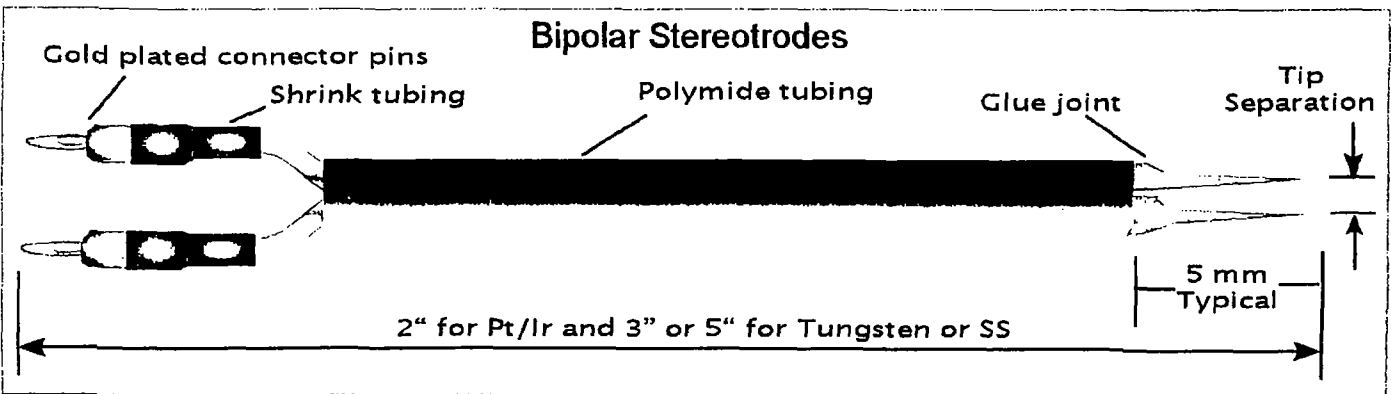 Bipolar Stereotrodes
Gold plated connector pins
Shrink tubing
Polymide tubing
Glue joint
Tip
Separation
5 mm
Typical
2“ for Pt/Ir and 3” or 5“ for Tungsten or SS